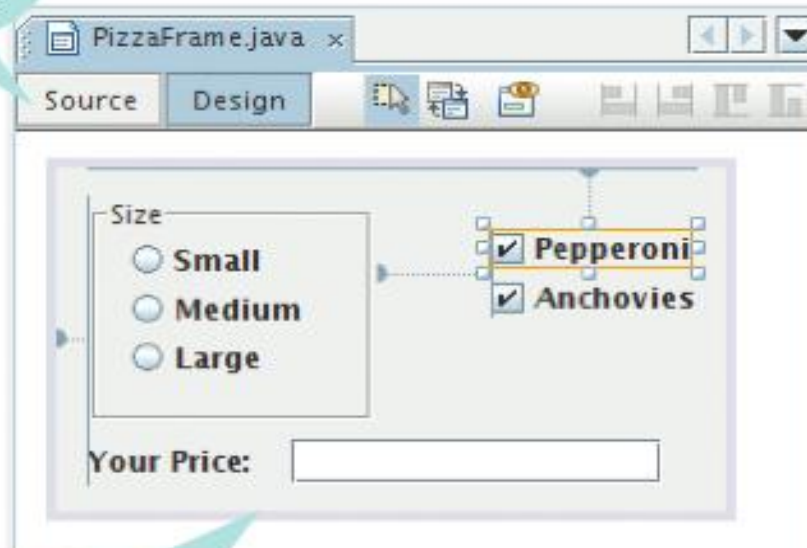 PizzaFrame.java
Source Design
Size
Small
Medium
Large
Pepperoni
Anchovies
Your Price: